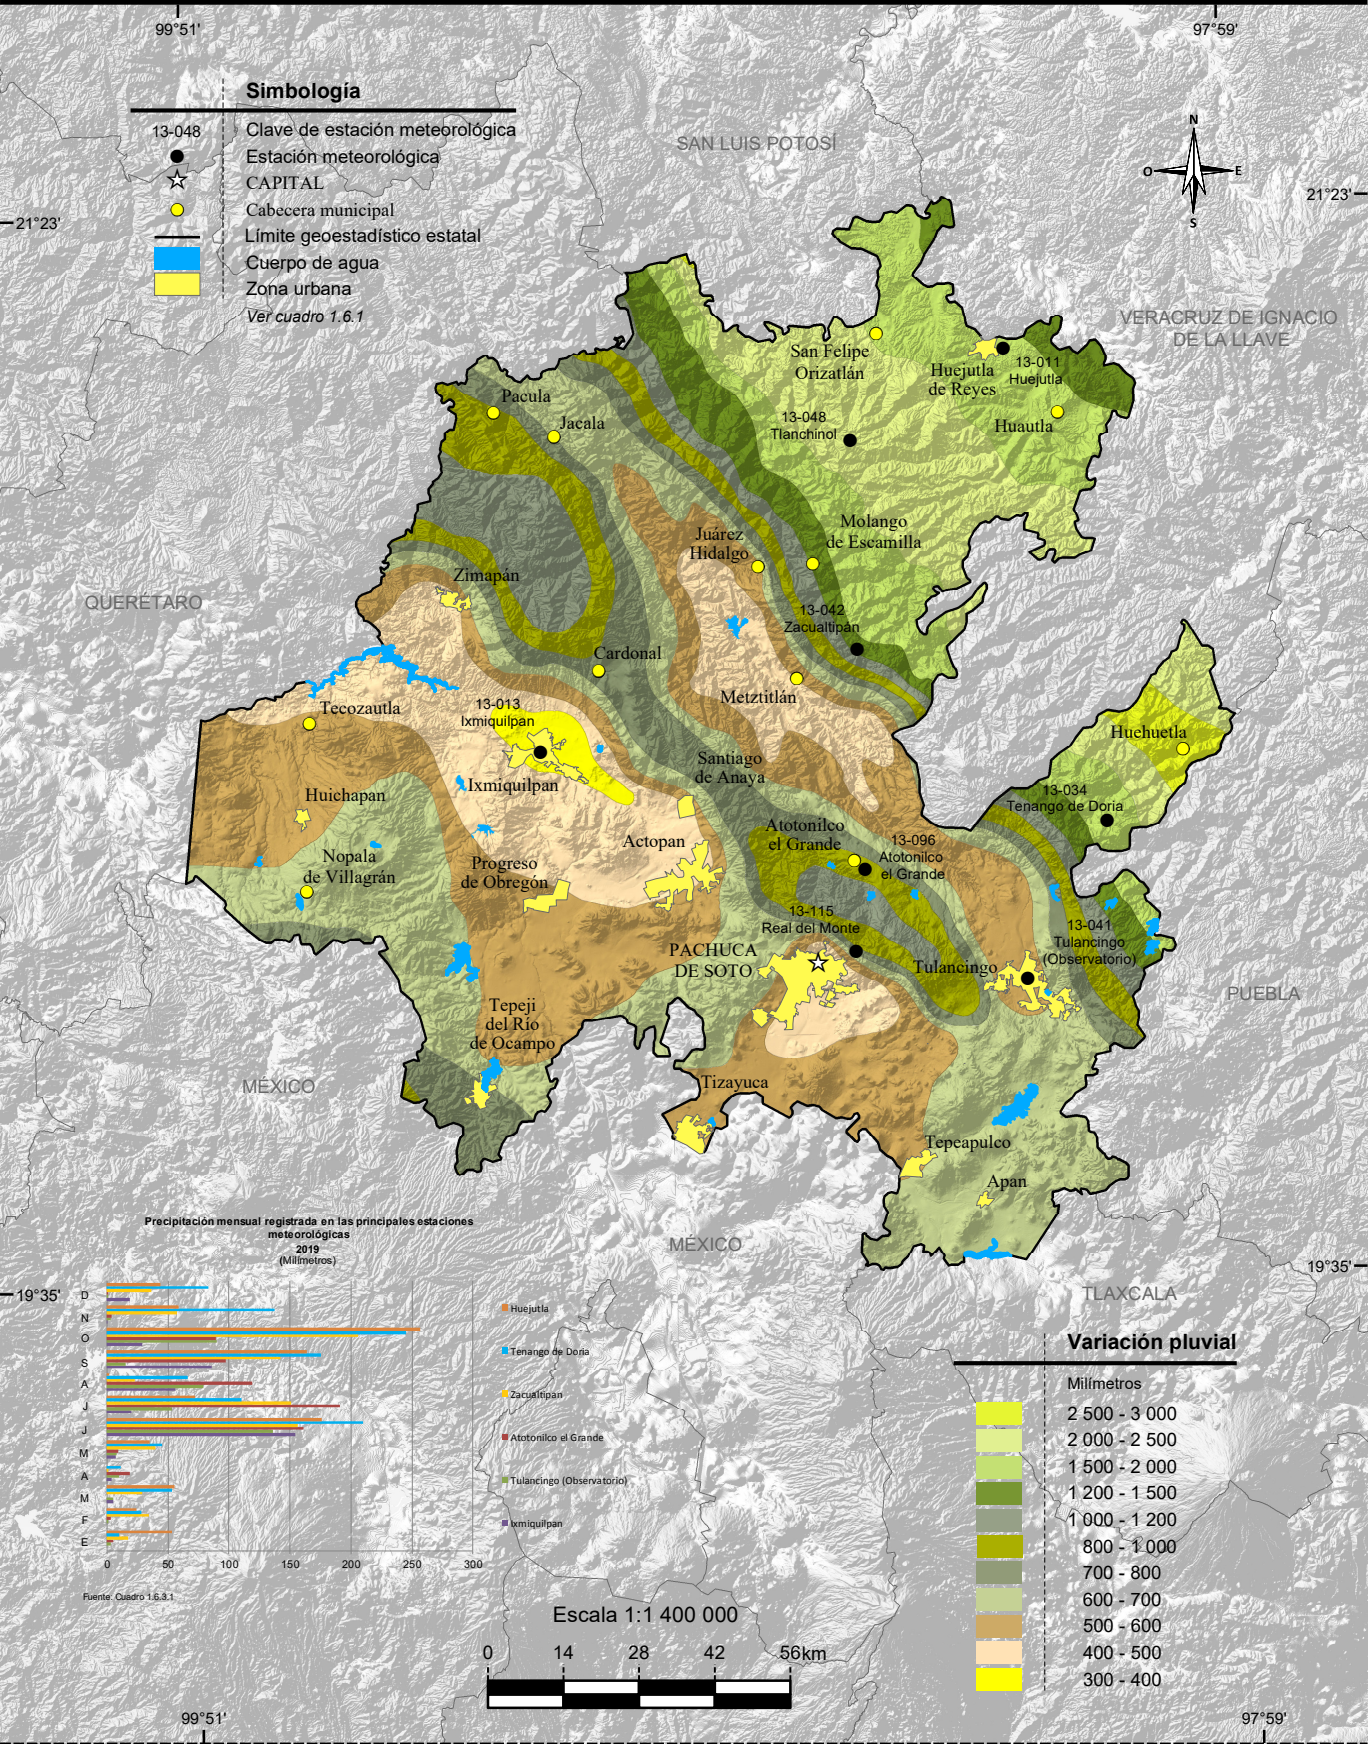 99°51'
97°59'
Simbología
13-048 Clave de estación meteorológica
Estación meteorológica
CAPITAL
Cabecera municipal
Límite geoestadístico estatal
Cuerpo de agua
Zona urbana
Ver cuadro 1.6.1
SAN LUIS POTOSÍ
N
O
E
S
21°23'
21°23'
VERACRUZ DE IGNACIO
DE LA LLAVE
San Felipe
Orizatlán
Huejutla
de Reyes
13-011
Huejutla
Pacula
Jacala
13-048
Tlanchinol
Huautla
Molango
de Escamilla
Juárez
Hidalgo
Zimapán
QUERÉTARO
13-042
Zacualtipán
Cardonal
Metztitlán
Tecozautla
13-013
Ixmiquilpan
Huehuetla
Santiago
de Anaya
Ixmiquilpan
Huichapan
13-034
Tenango de Doria
Atotonilco
el Grande
13-096
Atotonilco
el Grande
Actopan
Nopala
de Villagrán
Progreso
de Obregón
13-115
Real del Monte
13-041
Tulancingo
(Observatorio)
PACHUCA
DE SOTO
Tulancingo
PUEBLA
Tepeji
del Río
de Ocampo
MÉXICO
Tizayuca
Tepeapulco
Apan
MÉXICO
19°35'
19°35'
TLAXCALA
Precipitación mensual registrada en las principales estaciones
meteorológicas
2019
(Milímetros)
D
N
O
S
A
J
J
M
A
M
F
E
0 50 100 150 200 250 300
Huejutla
Tenango de Doria
Zacualtipan
Atotonilco el Grande
Tulancingo (Observatorio)
Ixmiquilpan
Fuente: Cuadro 1.6.3.1
Variación pluvial
Milímetros
2 500 - 3 000
2 000 - 2 500
1 500 - 2 000
1 200 - 1 500
1 000 - 1 200
800 - 1 000
700 - 800
600 - 700
500 - 600
400 - 500
300 - 400
Escala 1:1 400 000
0 14 28 42 56km
99°51'
97°59'